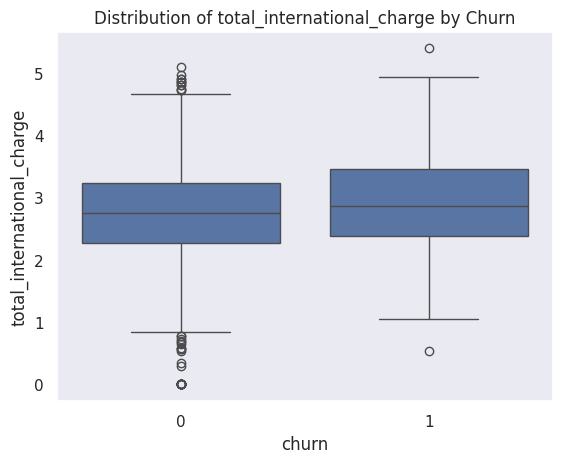 Distribution of total_international_charge by Churn
total_international_charge
5
4
3
2
1
0
0
1
churn